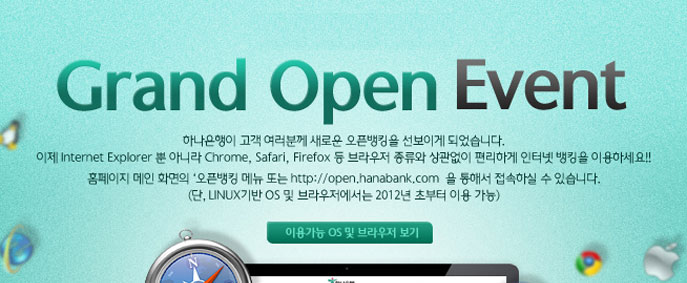 Grand Open Event
하나은행이 고객 여러분께 새로운 오픈뱅킹을 선보이게 되었습니다.
이제 Internet Explorer 뿐 아니라 Chrome, Safari, Firefox 등 브라우저 종류와 상관없이 편리하게 인터넷 뱅킹을 이용하세요!!
홈페이지 메인 화면의 '오픈뱅킹 메뉴 또는 http://open.hanabank.com 을 통해서 접속하실 수 있습니다.
(단, LINUX기반 OS 및 브라우저에서는 2012년 초부터 이용 가능)
이용가능 OS 및 브라우저 보기